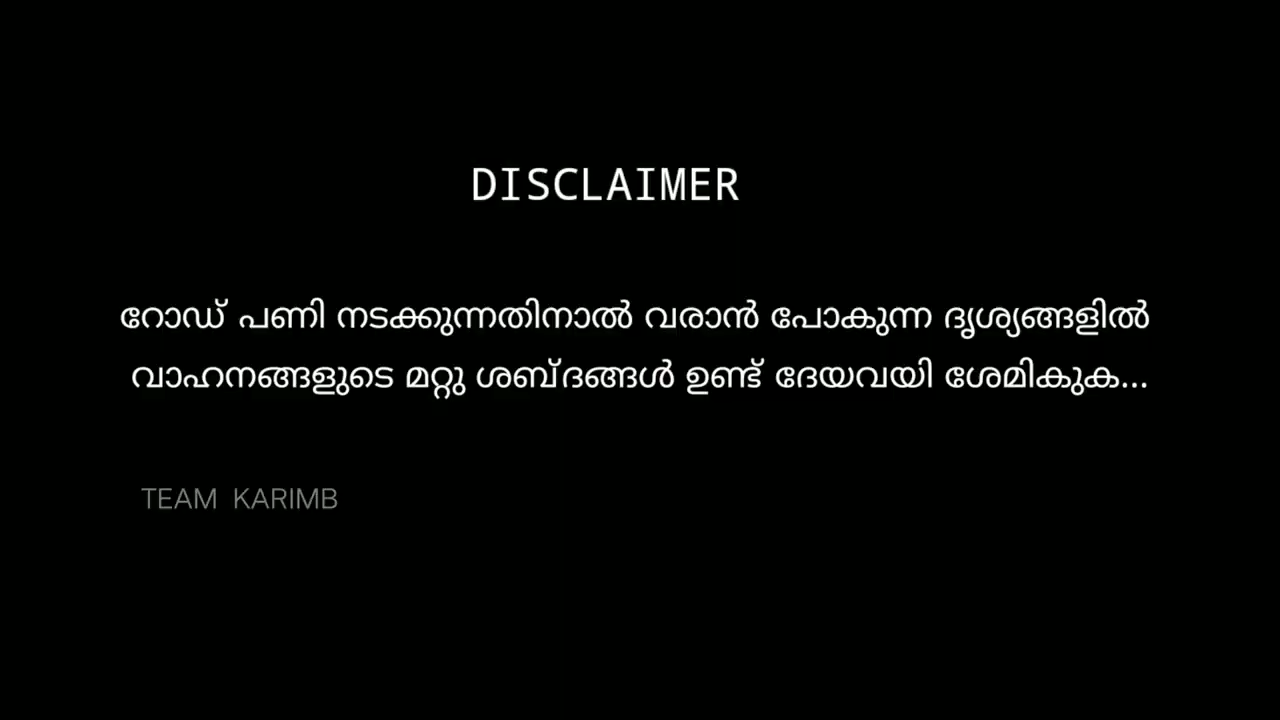 DISCLAIMER
റോഡ് പണി നടക്കുന്നതിനാൽ വരാൻ പോകുന്ന ദൃശ്യങ്ങളിൽ
വാഹനങ്ങളുടെ മറ്റു ശബ്ദങ്ങൾ ഉണ്ട് ദേയവയി ശേമികുക...
TEAM KARIMB